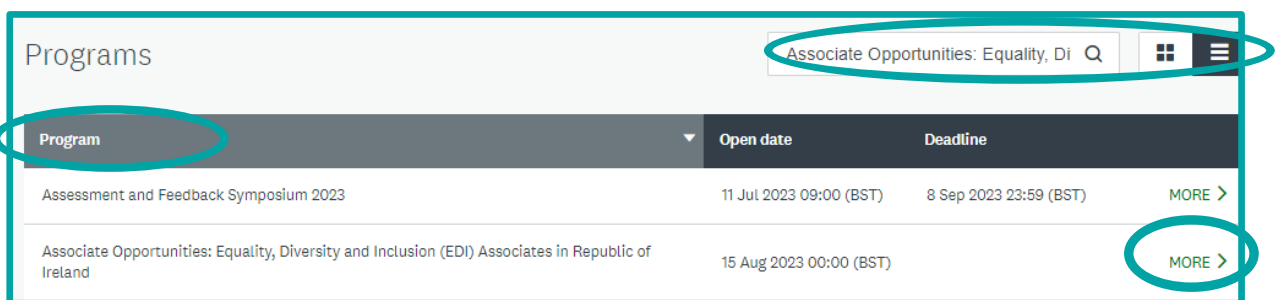 Programs
Associate Opportunities: Equality, Di
Program Open date Deadline
Assessment and Feedback Symposium 2023 11 Jul 2023 09:00 (BST) 8 Sep 2023 23:59 (BST) MORE
Associate Opportunities: Equality, Diversity and Inclusion (EDI) Associates in Republic of
Ireland
15 Aug 2023 00:00 (BST) MORE